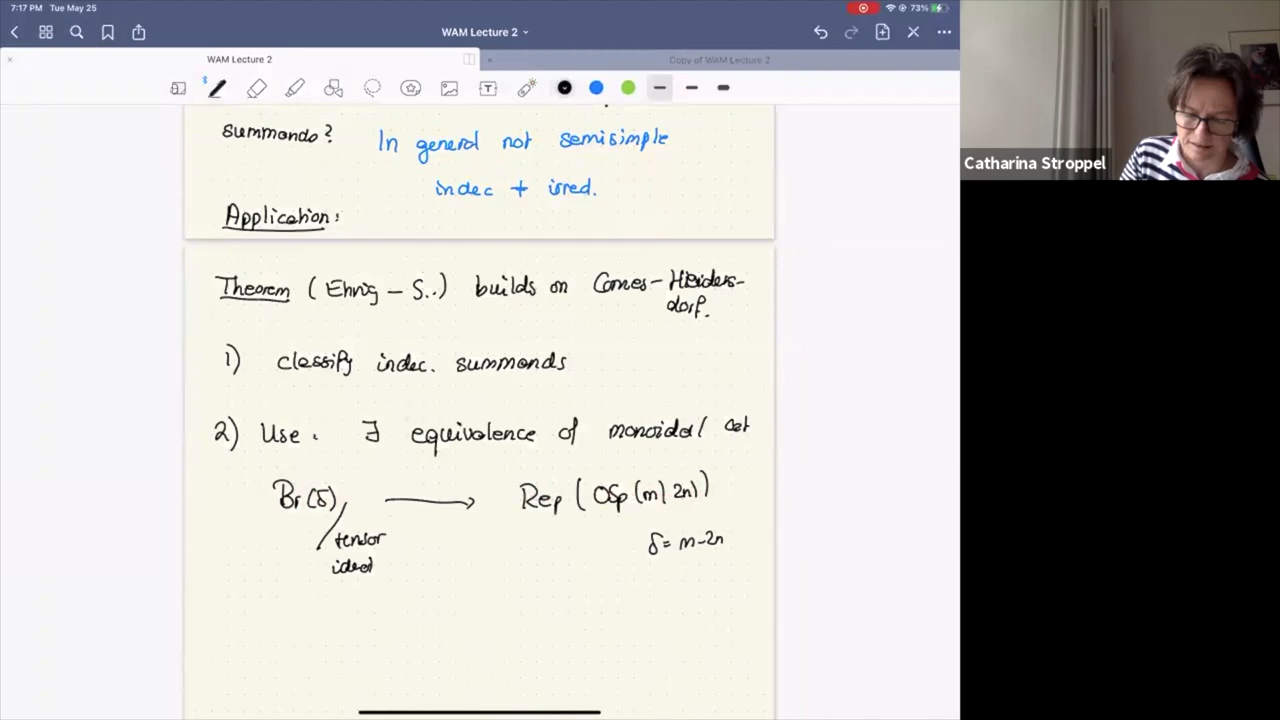 7:17 PM Tue May 25
73%
WAM Lecture 2
WAM Lecture 2
Copy of WAM Lecture 2
Catharina Stroppel
summands? In general not semisimple
indec ≠ irred.
Application:
Theorem (Ehrig - S..) builds on Comes - Heiders-
dorf.
1) classify indec. summands
2) Use: ∃ equivalence of monoidal cat
Br(δ)/tensor ideal ⟶ Rep(OSp(m|2n))
δ = m-2n